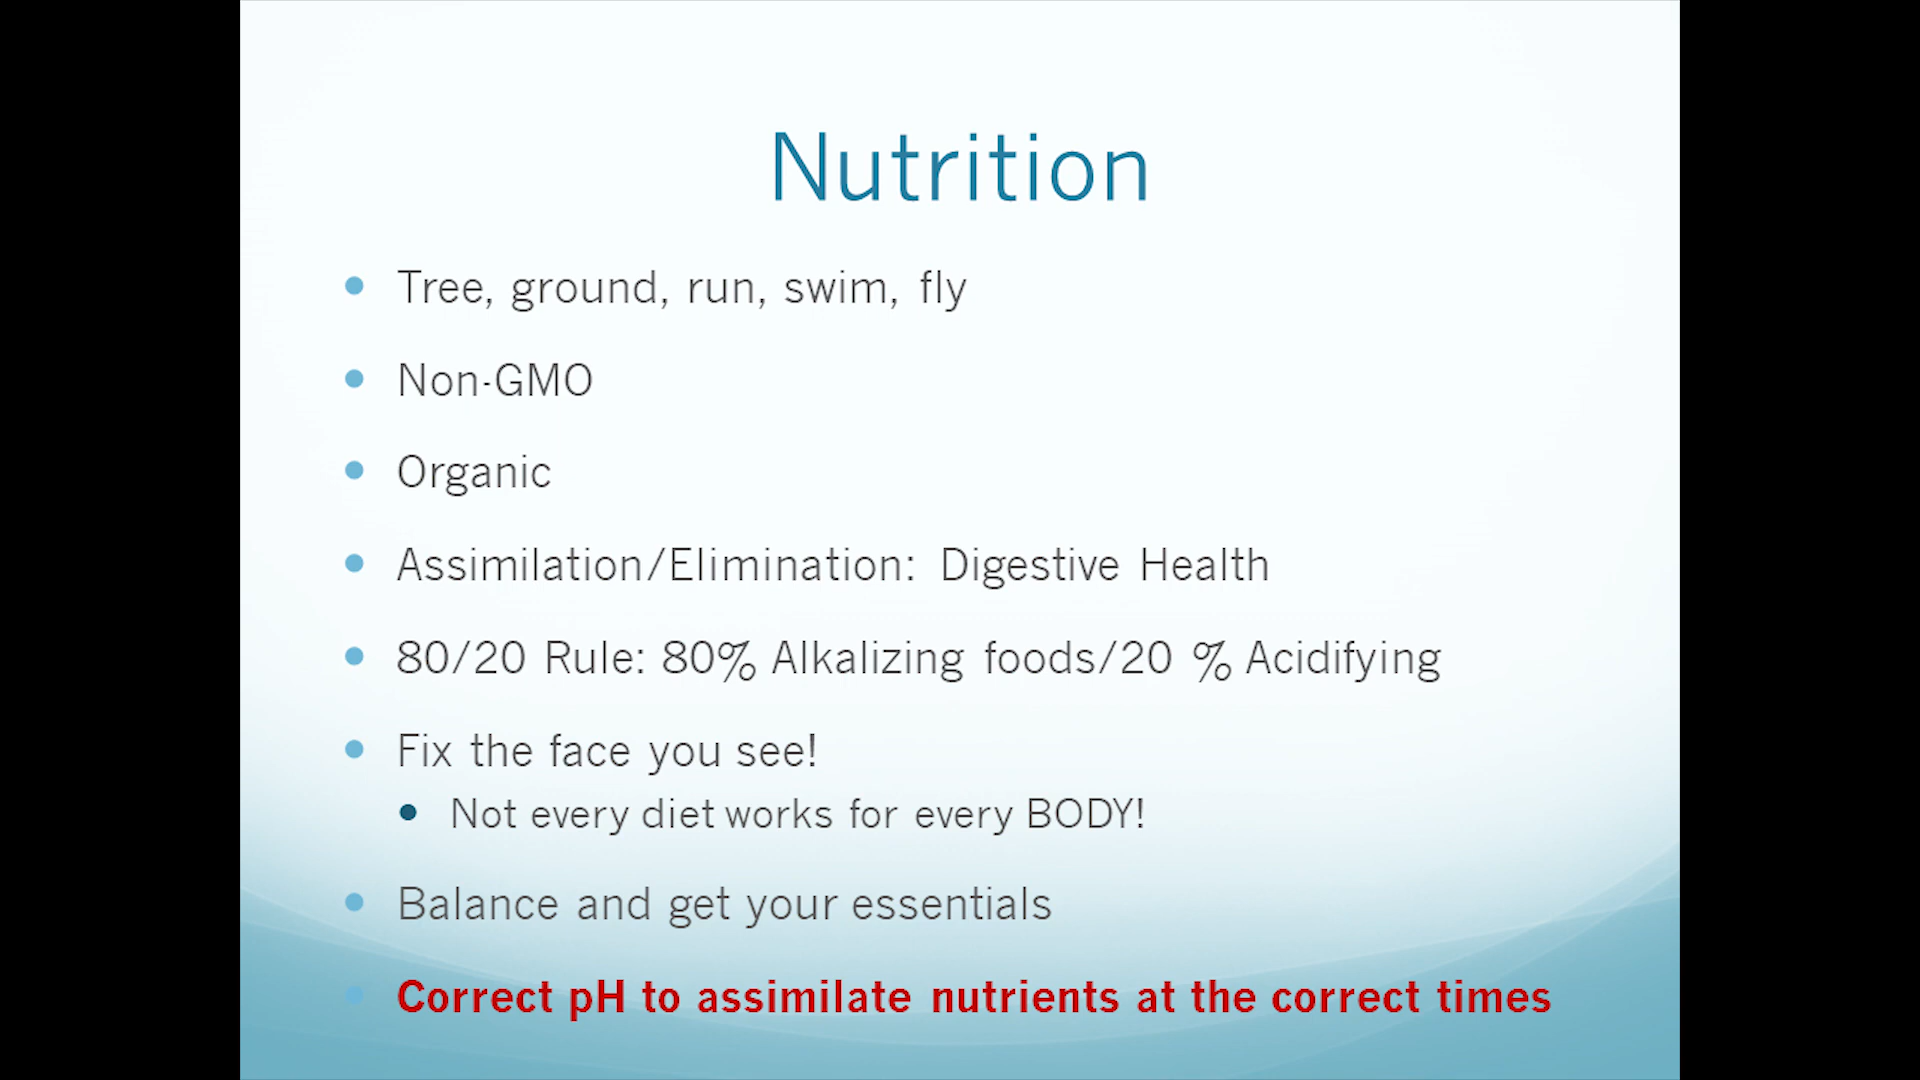 Nutrition
Tree, ground, run, swim, fly
Non-GMO
Organic
Assimilation/Elimination: Digestive Health
80/20 Rule: 80% Alkalizing foods/20 % Acidifying
Fix the face you see!
Not every diet works for every BODY!
Balance and get your essentials
Correct pH to assimilate nutrients at the correct times